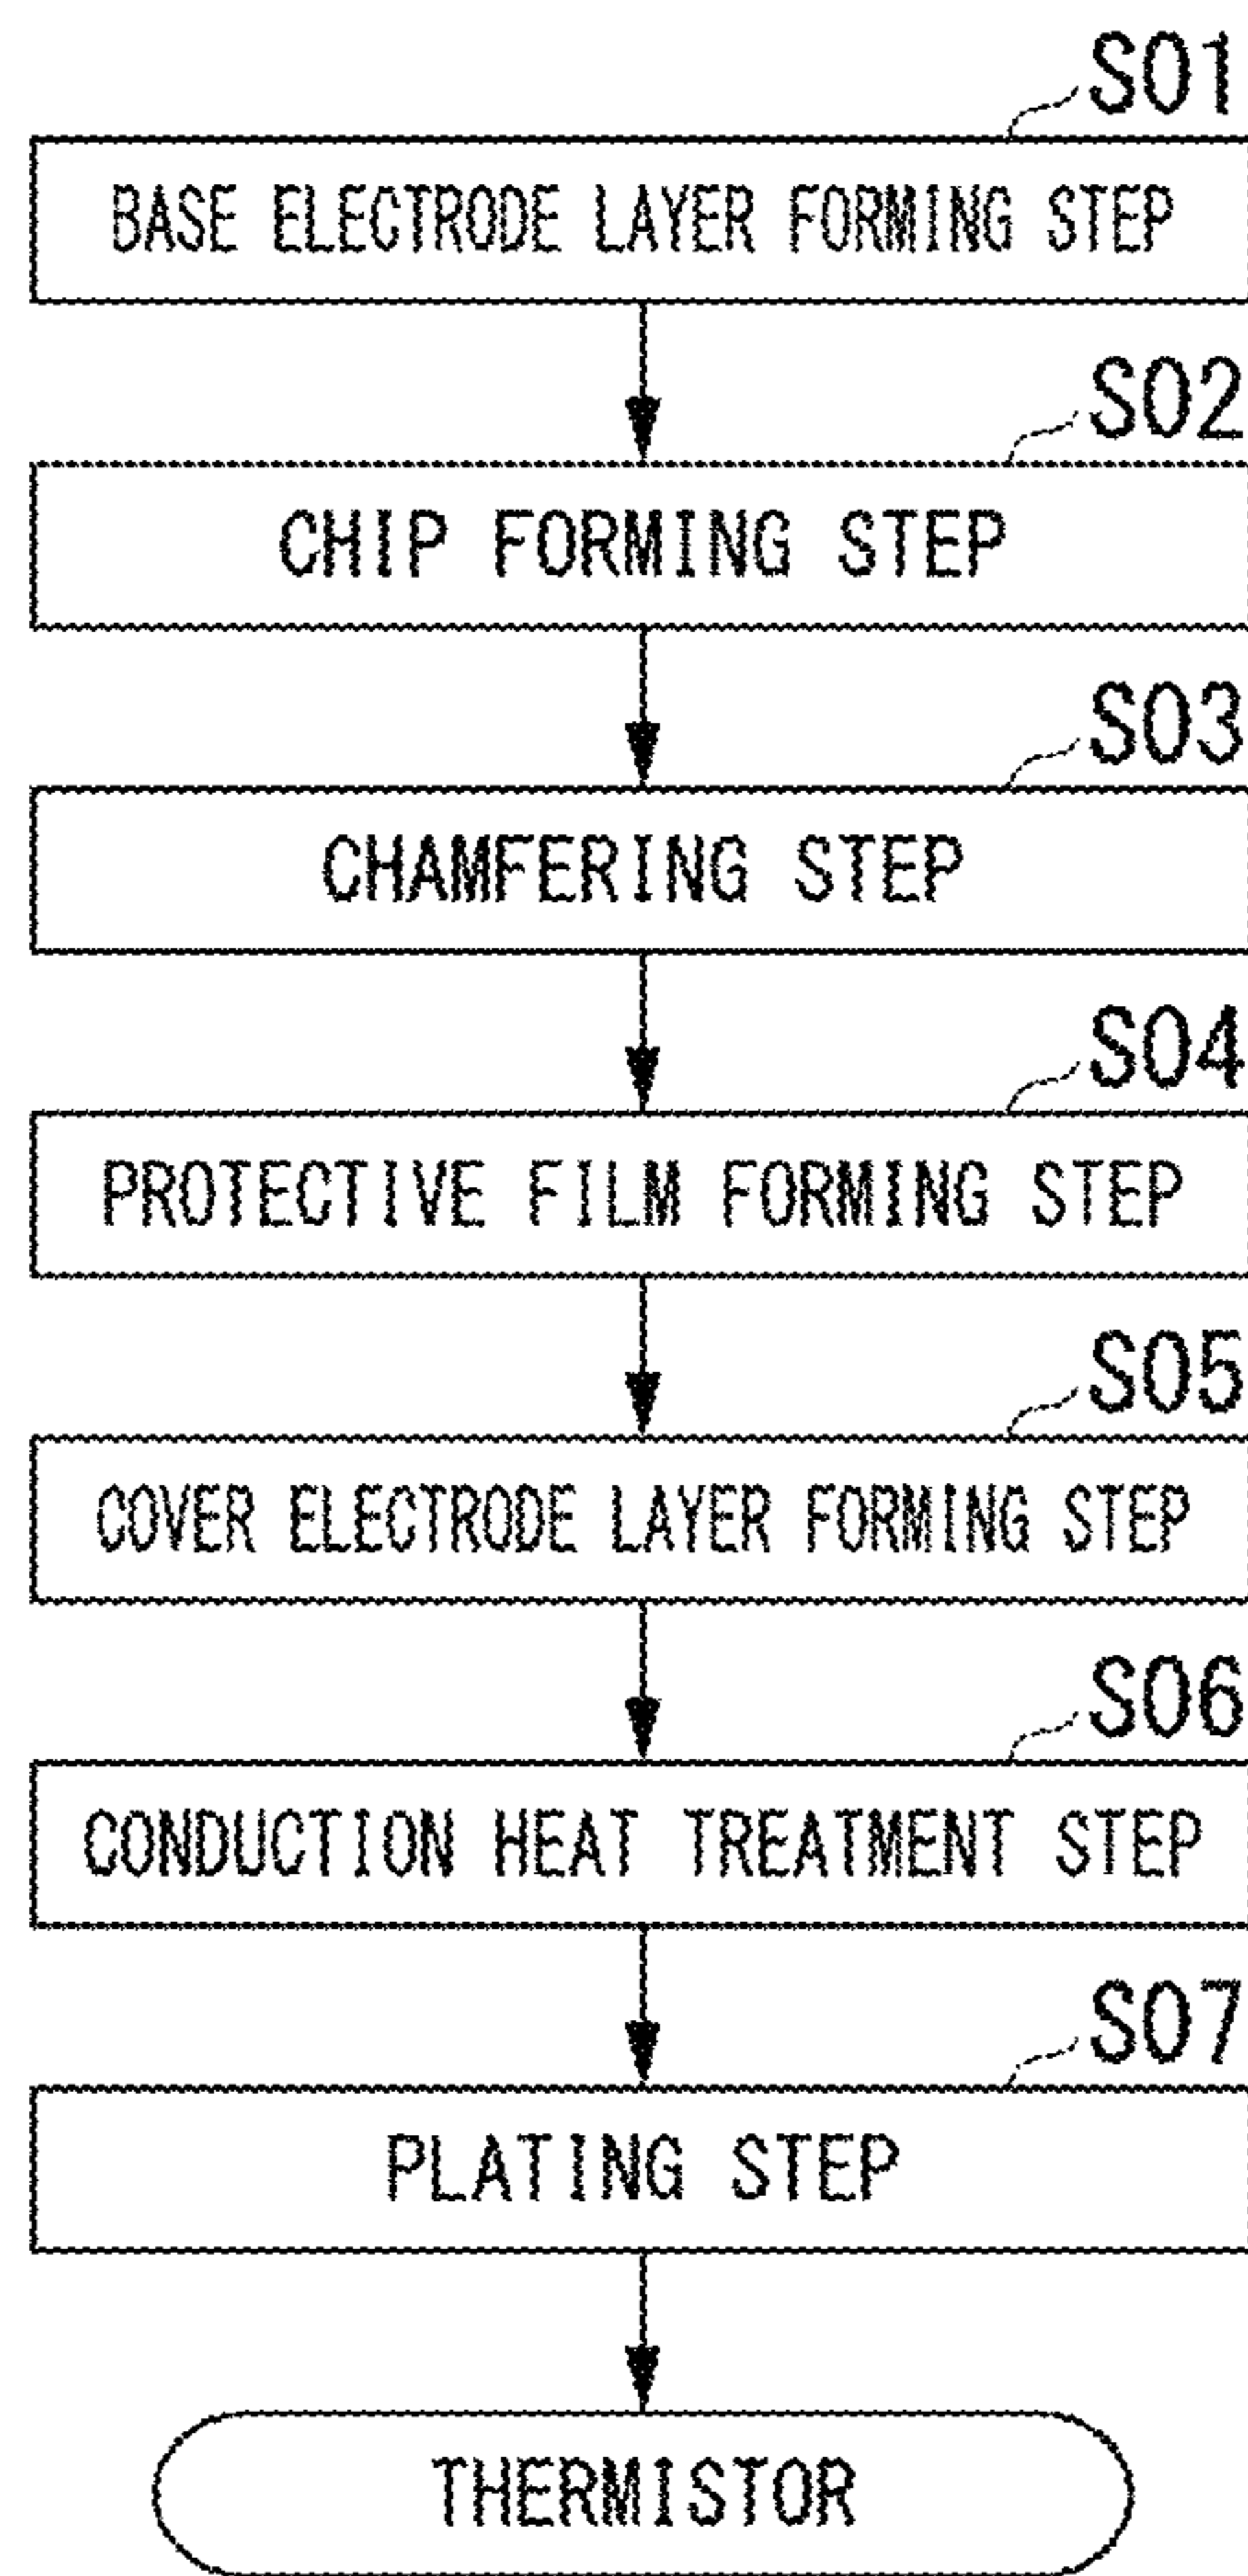 S01
BASE ELECTRODE LAYER FORMING STEP
S02
CHIP FORMING STEP
S03
CHAMFERING STEP
S04
PROTECTIVE FILM FORMING STEP
S05
COVER ELECTRODE LAYER FORMING STEP
S06
CONDUCTION HEAT TREATMENT STEP
S07
PLATING STEP
THERMISTOR